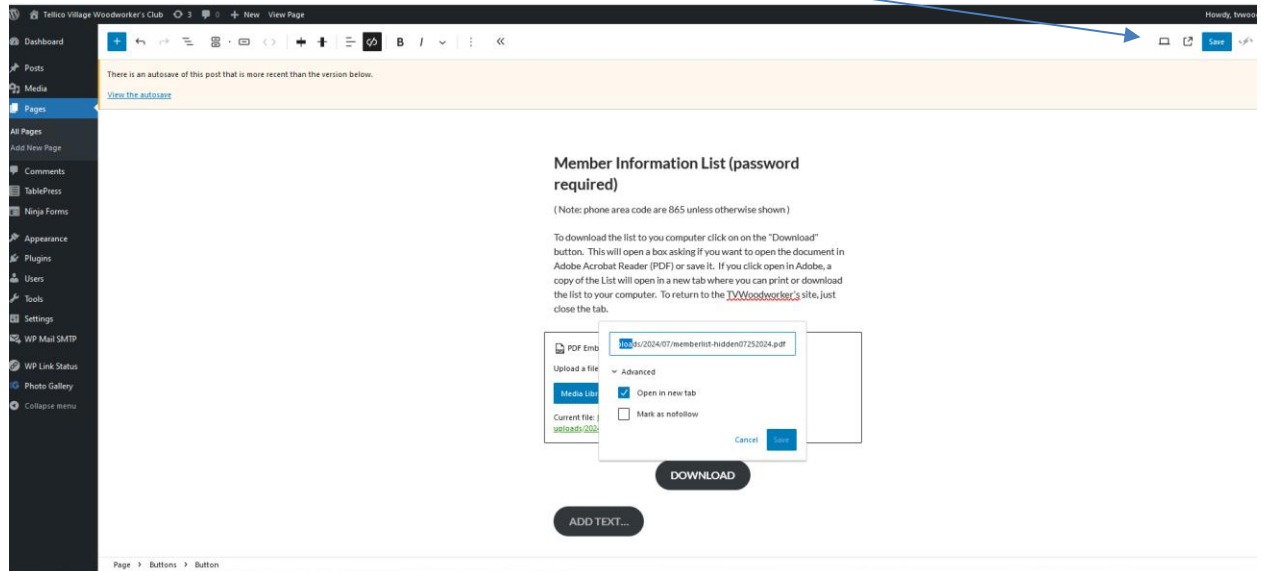 Tellico Village Woodworker's Club 3 0 + New View Page
Howdy, tvwoo
Dashboard
Posts
Media
Pages
All Pages
Add New Page
Comments
TablePress
Ninja Forms
Appearance
Plugins
Users
Tools
Settings
WP Mail SMTP
WP Link Status
Photo Gallery
Collapse menu
B I
Save
There is an autosave of this post that is more recent than the version below.
View the autosave
Member Information List (password
required)
( Note: phone area code are 865 unless otherwise shown )
To download the list to you computer click on on the "Download"
button. This will open a box asking if you want to open the document in
Adobe Acrobat Reader (PDF) or save it. If you click open in Adobe, a
copy of the List will open in a new tab where you can print or download
the list to your computer. To return to the TVWoodworker's site, just
close the tab.
PDF Emb
Upload a file
Media Libr
Current file:
uploads/202
ploads/2024/07/memberlist-hidden07252024.pdf
Advanced
Open in new tab
Mark as nofollow
Cancel Save
DOWNLOAD
ADD TEXT...
Page > Buttons > Button